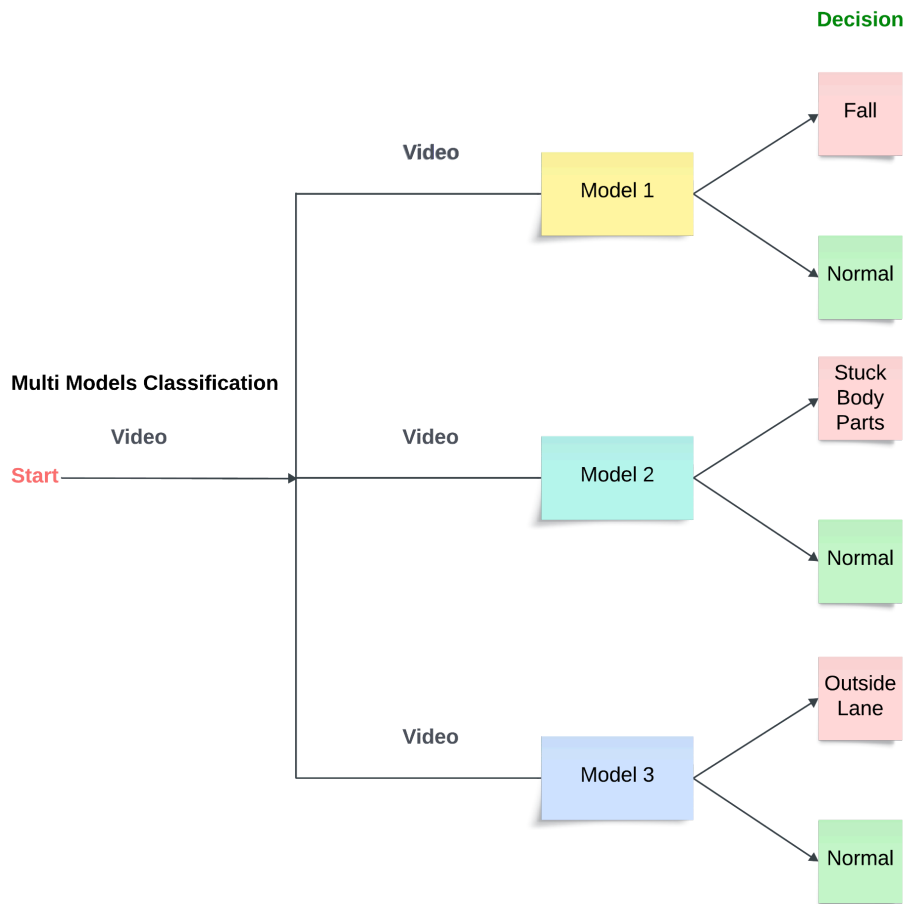 Decision
Fall
Video
Model 1
Normal
Multi Models Classification
Stuck
Body
Parts
Video
Video
Start
Model 2
Normal
Outside
Lane
Video
Model 3
Normal